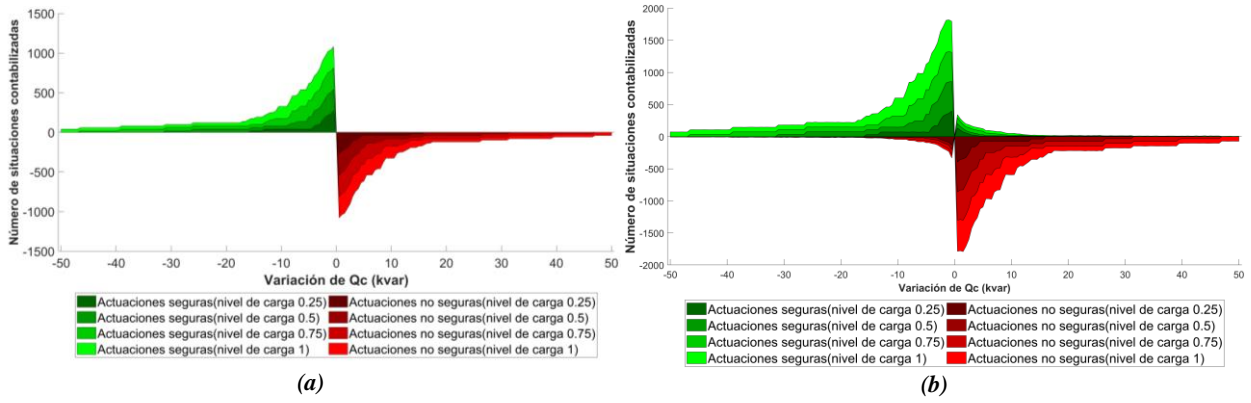 1500
1000
500
0
-500
-1000
-1500
Número de situaciones contabilizadas
-50 -40 -30 -20 -10 0 10 20 30 40 50
Variación de Qc (kvar)
Actuaciones seguras(nivel de carga 0.25) Actuaciones no seguras(nivel de carga 0.25)
Actuaciones seguras(nivel de carga 0.5) Actuaciones no seguras(nivel de carga 0.5)
Actuaciones seguras(nivel de carga 0.75) Actuaciones no seguras(nivel de carga 0.75)
Actuaciones seguras(nivel de carga 1) Actuaciones no seguras(nivel de carga 1)
(a)
2000
1500
1000
500
0
-500
-1000
-1500
-2000
Número de situaciones contabilizadas
-50 -40 -30 -20 -10 0 10 20 30 40 50
Variación de Qc (kvar)
Actuaciones seguras(nivel de carga 0.25) Actuaciones no seguras(nivel de carga 0.25)
Actuaciones seguras(nivel de carga 0.5) Actuaciones no seguras(nivel de carga 0.5)
Actuaciones seguras(nivel de carga 0.75) Actuaciones no seguras(nivel de carga 0.75)
Actuaciones seguras(nivel de carga 1) Actuaciones no seguras(nivel de carga 1)
(b)